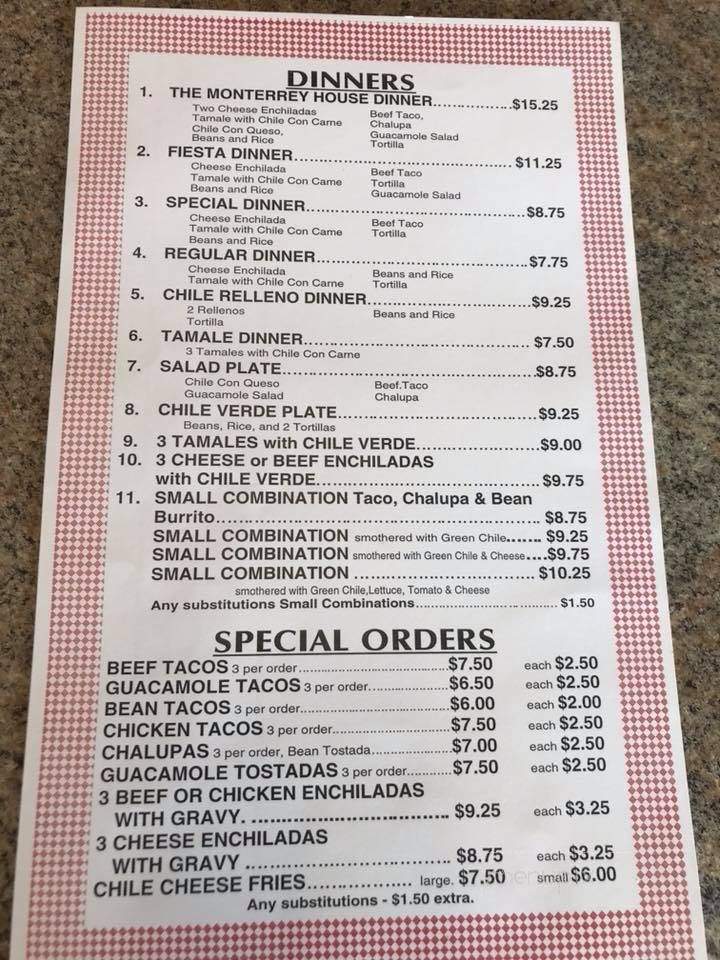 DINNERS
1. THE MONTERREY HOUSE DINNER..............$15.25
Two Cheese Enchiladas Beef Taco,
Tamale with Chile Con Carne Chalupa
Chile Con Queso, Guacamole Salad
Beans and Rice Tortilla
2. FIESTA DINNER........................................ $11.25
Cheese Enchilada Beef Taco
Tamale with Chile Con Carne Tortilla
Beans and Rice Guacamole Salad
3. SPECIAL DINNER........................................$8.75
Cheese Enchilada Beef Taco
Tamale with Chile Con Carne Tortilla
Beans and Rice
4. REGULAR DINNER......................................$7.75
Cheese Enchilada Beans and Rice
Tamale with Chile Con Carne Tortilla
5. CHILE RELLENO DINNER.............................$9.25
2 Rellenos Beans and Rice
Tortilla
6. TAMALE DINNER........................................ $7.50
3 Tamales with Chile Con Carne
7. SALAD PLATE............................................$8.75
Chile Con Queso Beef.Taco
Guacamole Salad Chalupa
8. CHILE VERDE PLATE...................................$9.25
Beans, Rice, and 2 Tortillas
9. 3 TAMALES with CHILE VERDE......................$9.00
10. 3 CHEESE or BEEF ENCHILADAS
with CHILE VERDE........................................$9.75
11. SMALL COMBINATION Taco, Chalupa & Bean
Burrito....................................................... $8.75
SMALL COMBINATION smothered with Green Chile....... $9.25
SMALL COMBINATION smothered with Green Chile & Cheese....$9.75
SMALL COMBINATION ............................... $10.25
smothered with Green Chile,Lettuce, Tomato & Cheese
Any substitutions Small Combinations.............................. $1.50
SPECIAL ORDERS
BEEF TACOS 3 per order..............................$7.50 each $2.50
GUACAMOLE TACOS 3 per order................$6.50 each $2.50
BEAN TACOS 3 per order..............................$6.00 each $2.00
CHICKEN TACOS 3 per order........................$7.50 each $2.50
CHALUPAS 3 per order, Bean Tostada...............$7.00 each $2.50
GUACAMOLE TOSTADAS 3 per order..........$7.50 each $2.50
3 BEEF OR CHICKEN ENCHILADAS
WITH GRAVY. ................................ $9.25 each $3.25
3 CHEESE ENCHILADAS
WITH GRAVY ................................. $8.75 each $3.25
CHILE CHEESE FRIES................. large. $7.50 small $6.00
Any substitutions - $1.50 extra.